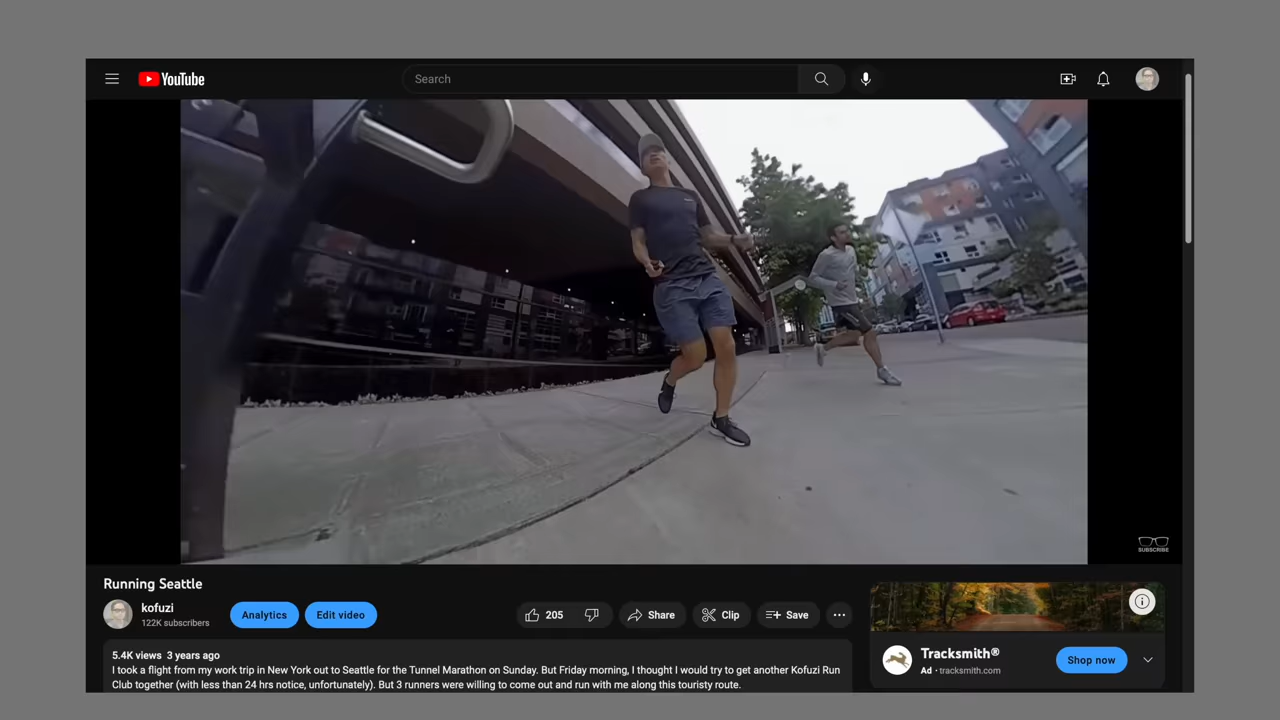 YouTube
Search
SUBSCRIBE
Running Seattle
kofuzi
122K subscribers
Analytics
Edit video
205
Share
Clip
Save
5.4K views 3 years ago
I took a flight from my work trip in New York out to Seattle for the Tunnel Marathon on Sunday. But Friday morning, I thought I would try to get another Kofuzi Run
Club together (with less than 24 hrs notice, unfortunately). But 3 runners were willing to come out and run with me along this touristy route.
Tracksmith®
Ad · tracksmith.com
Shop now